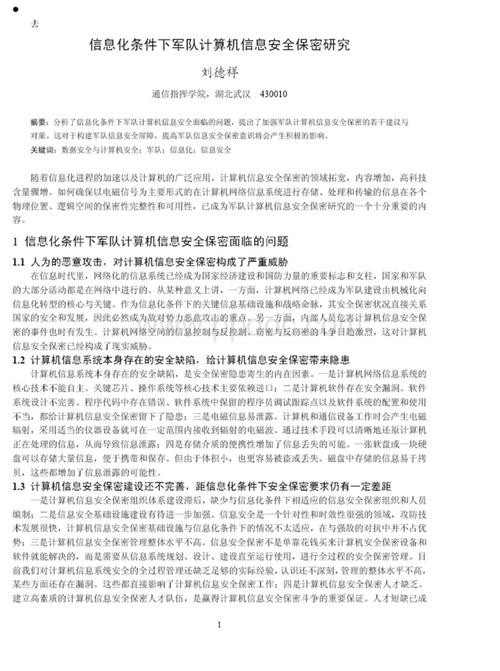 去
信息化条件下军队计算机信息安全保密研究
刘德祥
通信指挥学院，湖北武汉 430010
摘要：分析了信息化条件下军队计算机信息安全面临的问题，提出了加强军队计算机信息安全保密的若干建议与
对策。这对于构建军队信息安全屏障，提高军队信息安全保密意识将会产生积极的影响。
关键词：数据安全与计算机安全；军队；信息化；信息安全
随着信息化进程的加速以及计算机的广泛应用，计算机信息安全保密的领域拓宽，内容增加，高科技
含量骤增。如何确保以电磁信号为主要形式的在计算机网络信息系统进行存储、处理和传输的信息在各个
物理位置、逻辑空间的保密性完整性和可用性，已成为军队计算机信息安全保密研究的一个十分重要的内
容。
1 信息化条件下军队计算机信息安全保密面临的问题
1.1 人为的恶意攻击，对计算机信息安全保密构成了严重威胁
在信息时代里，网络化的信息系统已经成为国家经济建设和国防力量的重要标志和支柱，国家和军队
的大部分活动都是在网络中进行的。从某种意义上讲，一方面，计算机网络已经成为军队建设由机械化向
信息化转型的核心与关键。作为信息化条件下的关键信息基础设施和战略命脉，其安全保密状况直接关系
国家的安全和发展，因此必然成为敌对势力恶意攻击的重点。另一方面，内部人员危害计算机信息安全保
密的事件也时有发生。计算机网络空间的信息控制与反控制、窃密与反窃密的斗争日趋激烈，这对计算机
信息安全保密已经构成了现实威胁。
1.2 计算机信息系统本身存在的安全缺陷，给计算机信息安全保密带来隐患
计算机信息系统本身存在的安全缺陷，是安全保密隐患寄生的内在因素。一是计算机网络信息系统的
核心技术不能自主。关键芯片、操作系统等核心技术主要依赖进口；二是计算机软件存在安全漏洞。软件
系统设计不完善、程序代码中存在错误、软件系统中保留的程序员调试跟踪点以及软件系统的配置和使用
不当，都给计算机信息安全保密留下了隐患；三是电磁信息易泄露。计算机和通信设备工作时会产生电磁
辐射，采用适当的仪器设备就可在一定范围内接收到辐射的电磁波。通过技术手段可以清晰地还原计算机
正在处理的信息，从而导致信息泄露；四是存储介质的便携性增加了信息丢失的可能。一张软盘或一块硬
盘可以存储大量信息，便于携带和保存。但由于体积小，也更容易被盗或丢失。磁盘中存储的信息易于拷
贝，这些都增加了信息泄露的可能性。
1.3 计算机信息安全保密建设还不完善，距信息化条件下安全保密要求仍有一定差距
一是计算机信息安全保密组织体系建设滞后，缺少与信息化条件下相适应的信息安全保密组织和人员
编制；二是信息安全基础设施建设有待进一步加强。信息安全是一个针对性和时效性很强的领域，攻防技
术发展很快，计算机信息安全保密基础设施与信息化条件下的情况不太适应，在与强敌的对抗中并不占优
势；三是计算机信息安全保密管理整体水平不高。信息安全保密不是单靠花钱买来计算机安全保密设备和
软件就能解决的，而是需要从信息系统规划、设计、建设直至运行使用，进行全过程的安全保密管理。目
前我们对计算机信息系统安全的全过程管理还缺乏足够的实际经验，认识还不深刻，管理的整体水平不高，
某些方面还存在漏洞。这些都直接影响了计算机信息安全保密工作；四是计算机信息安全保密人才缺乏。
建立高素质的计算机信息安全保密人才队伍，是赢得计算机信息安全保密斗争的重要保证。人才短缺已成
1